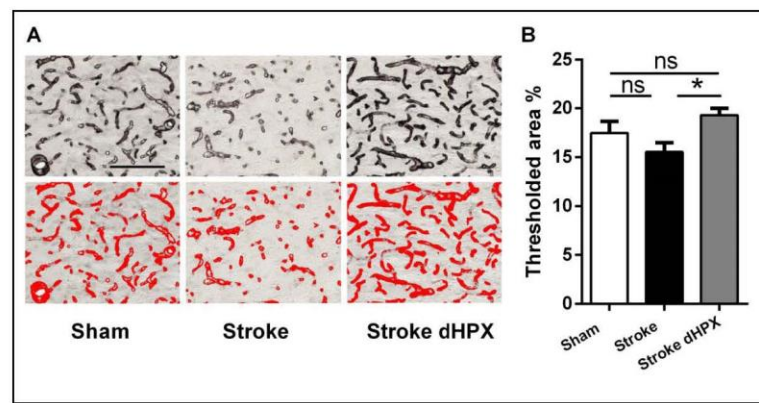 A
B
Thresholded area %
25
20
15
10
5
0
ns
ns
*
Sham
Stroke
Stroke dHPX
Sham
Stroke
Stroke dHPX